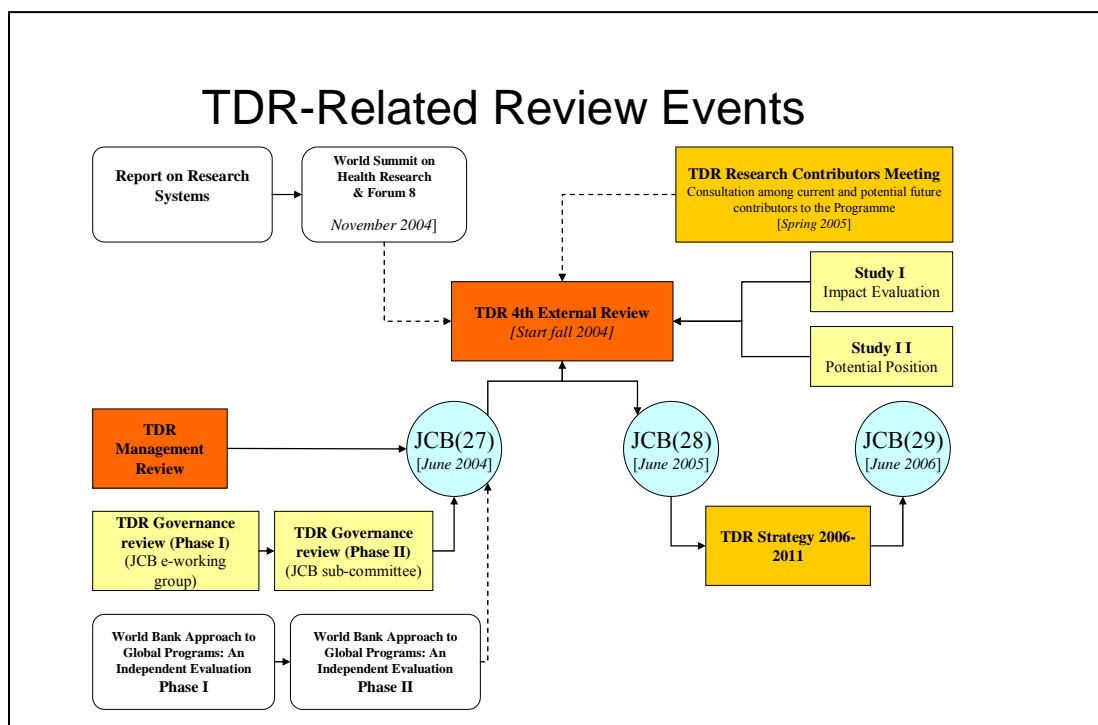 TDR-Related Review Events
Report on Research
Systems
World Summit on
Health Research
& Forum 8
November 2004]
TDR Research Contributors Meeting
Consultation among current and potential future
contributors to the Programme
[Spring 2005]
Study I
Impact Evaluation
TDR 4th External Review
[Start fall 2004]
Study I I
Potential Position
TDR
Management
Review
JCB(27)
[June 2004]
JCB(28)
[June 2005]
JCB(29)
[June 2006]
TDR Governance
review (Phase I)
(JCB e-working
group)
TDR Governance
review (Phase II)
(JCB sub-committee)
TDR Strategy 2006-
2011
World Bank Approach to
Global Programs: An
Independent Evaluation
Phase I
World Bank Approach to
Global Programs: An
Independent Evaluation
Phase II